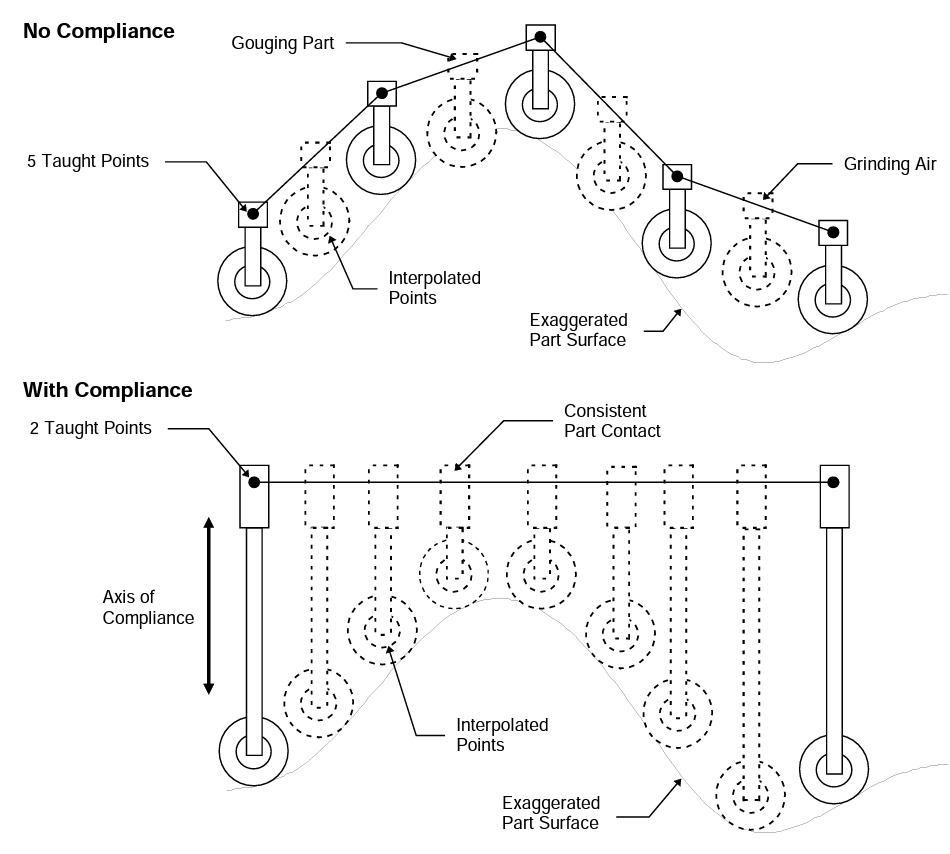 No Compliance
Gouging Part
5 Taught Points
Grinding Air
Interpolated
Points
Exaggerated
Part Surface
With Compliance
2 Taught Points
Consistent
Part Contact
Axis of
Compliance
Interpolated
Points
Exaggerated
Part Surface